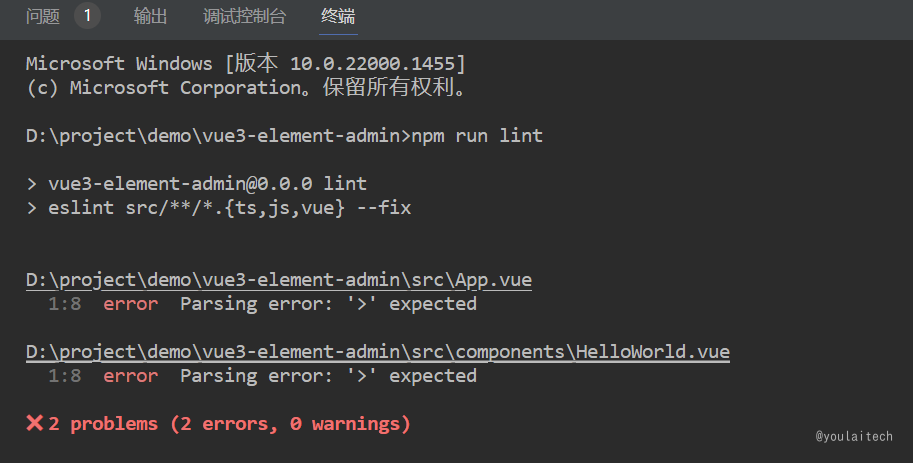 问题 1 输出 调试控制台 终端
Microsoft Windows [版本 10.0.22000.1455]
(c) Microsoft Corporation。保留所有权利。
D:\project\demo\vue3-element-admin>npm run lint
> vue3-element-admin@0.0.0 lint
> eslint src/**/*.{ts,js,vue} --fix
D:\project\demo\vue3-element-admin\src\App.vue
1:8 error Parsing error: '>' expected
D:\project\demo\vue3-element-admin\src\components\HelloWorld.vue
1:8 error Parsing error: '>' expected
❌2 problems (2 errors, 0 warnings)
@youlaitech